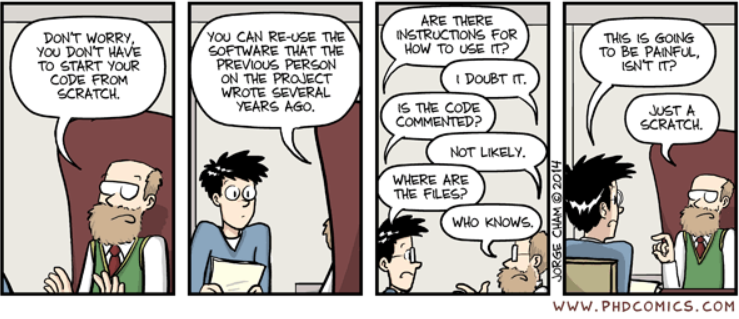 DON'T WORRY,
YOU DON'T HAVE
TO START YOUR
CODE FROM
SCRATCH.
YOU CAN RE-USE THE
SOFTWARE THAT THE
PREVIOUS PERSON
ON THE PROJECT
WROTE SEVERAL
YEARS AGO.
ARE THERE
INSTRUCTIONS FOR
HOW TO USE IT?
I DOUBT IT.
IS THE CODE
COMMENTED?
NOT LIKELY.
WHERE ARE
THE FILES?
WHO KNOWS.
JORGE CHAM © 2014
THIS IS GOING
TO BE PAINFUL,
ISN'T IT?
JUST A
SCRATCH.
WWW.PHDCOMICS.COM